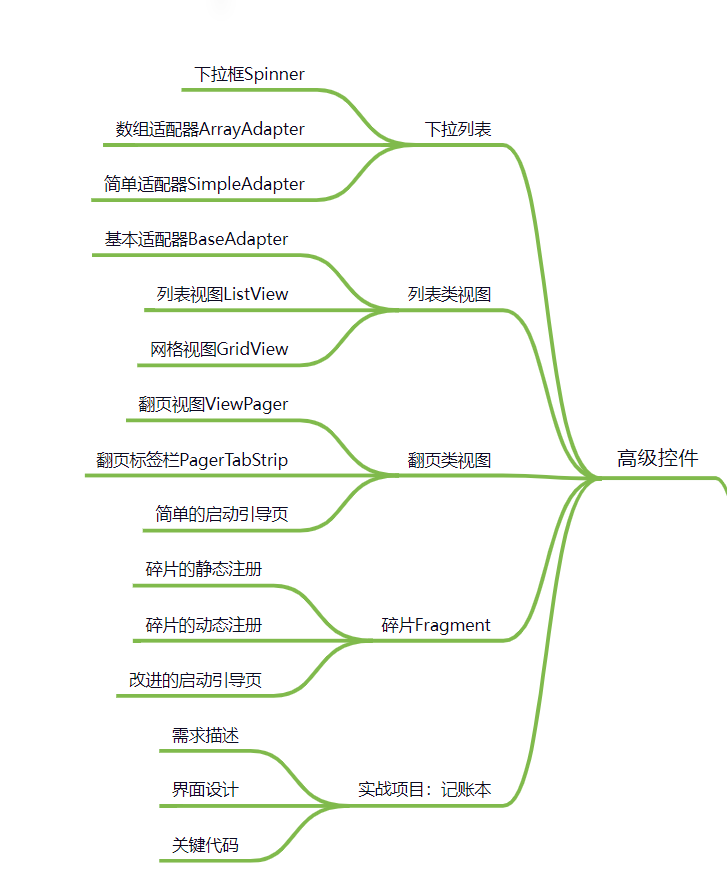 下拉框Spinner
数组适配器ArrayAdapter
下拉列表
简单适配器SimpleAdapter
基本适配器BaseAdapter
列表视图ListView
列表类视图
网格视图GridView
翻页视图ViewPager
翻页标签栏PagerTabStrip
翻页类视图
高级控件
简单的启动引导页
碎片的静态注册
碎片的动态注册
碎片Fragment
改进的启动引导页
需求描述
界面设计
实战项目：记账本
关键代码